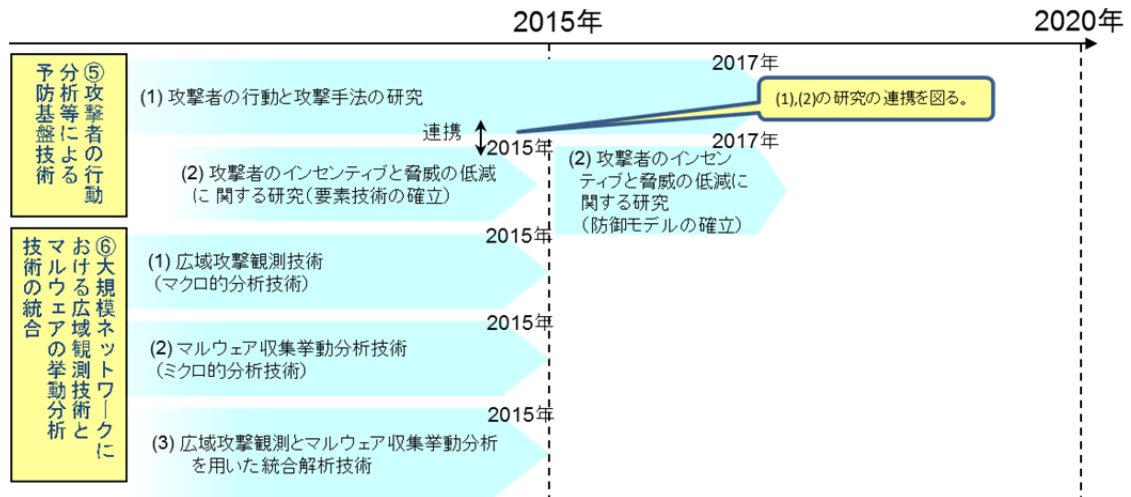 2015年
2020年
⑤攻撃者の行動
分析等による
予防基盤技術
2017年
(1) 攻撃者の行動と攻撃手法の研究
(1),(2)の研究の連携を図る。
連携
2015年
2017年
(2) 攻撃者のインセンティブと脅威の低減
に 関する研究(要素技術の確立)
(2) 攻撃者のインセン
ティブと脅威の低減に
関する研究
(防御モデルの確立)
⑥大規模ネットワークに
おける広域観測技術と
マルウェアの挙動分析
技術の統合
2015年
(1) 広域攻撃観測技術
(マクロ的分析技術)
2015年
(2) マルウェア収集挙動分析技術
(ミクロ的分析技術)
2015年
(3) 広域攻撃観測とマルウェア収集挙動分析
を用いた統合解析技術